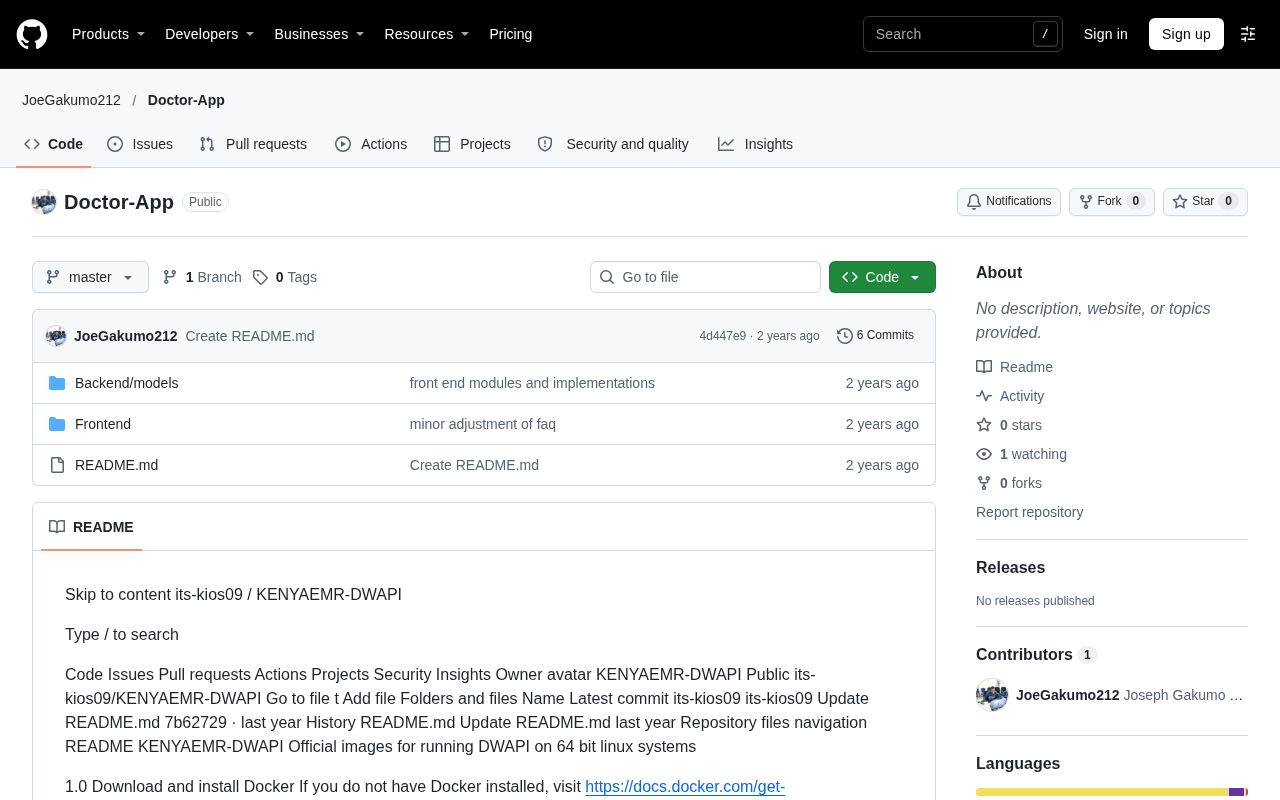 Products Developers Businesses Resources Pricing Search / Sign in Sign up
JoeGakumo212 / Doctor-App
Code Issues Pull requests Actions Projects Security and quality Insights
Doctor-App Public Notifications Fork 0 Star 0
master 1 Branch 0 Tags Go to file Code
JoeGakumo212 Create README.md 4d447e9 · 2 years ago 6 Commits
Backend/models front end modules and implementations 2 years ago
Frontend minor adjustment of faq 2 years ago
README.md Create README.md 2 years ago
README
Skip to content its-kios09 / KENYAEMR-DWAPI
Type / to search
Code Issues Pull requests Actions Projects Security Insights Owner avatar KENYAEMR-DWAPI Public its-
kios09/KENYAEMR-DWAPI Go to file t Add file Folders and files Name Latest commit its-kios09 its-kios09 Update
README.md 7b62729 · last year History README.md Update README.md last year Repository files navigation
README KENYAEMR-DWAPI Official images for running DWAPI on 64 bit linux systems
1.0 Download and install Docker If you do not have Docker installed, visit https://docs.docker.com/get-
About
No description, website, or topics
provided.
Readme
Activity
0 stars
1 watching
0 forks
Report repository
Releases
No releases published
Contributors 1
JoeGakumo212 Joseph Gakumo ...
Languages